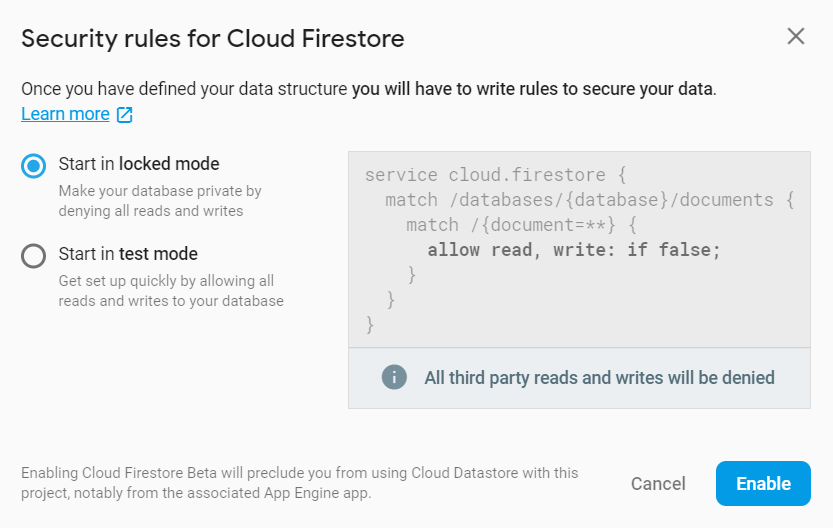 Security rules for Cloud Firestore
Once you have defined your data structure you will have to write rules to secure your data.
Learn more
Start in locked mode
Make your database private by
denying all reads and writes
Start in test mode
Get set up quickly by allowing all
reads and writes to your database
service cloud.firestore {
  match /databases/{database}/documents {
    match /{document=**} {
      allow read, write: if false;
    }
  }
}
i
All third party reads and writes will be denied
Enabling Cloud Firestore Beta will preclude you from using Cloud Datastore with this
project, notably from the associated App Engine app.
Cancel
Enable